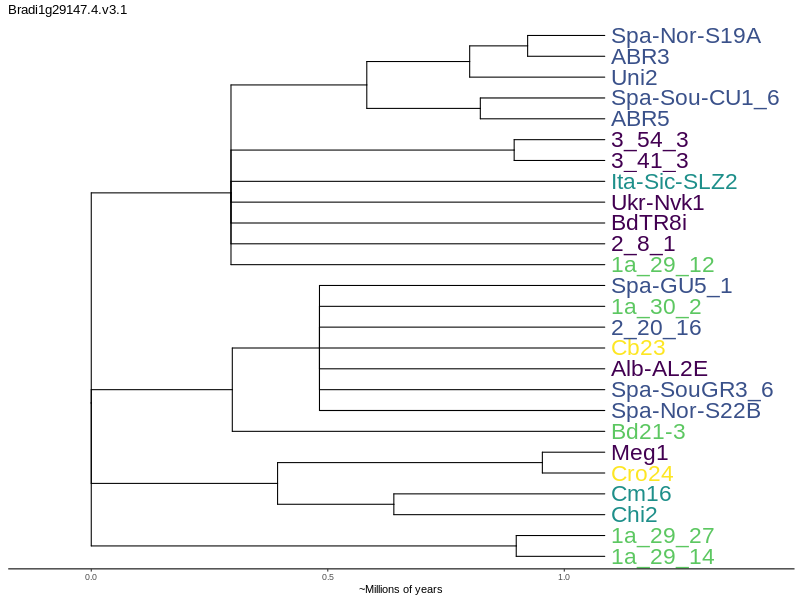 Bradi1g29147.4.v3.1
Spa-Nor-S19A
ABR3
Uni2
Spa-Sou-CU1_6
ABR5
3_54_3
3_41_3
Ita-Sic-SLZ2
Ukr-Nvk1
BdTR8i
2_8_1
1a_29_12
Spa-GU5_1
1a_30_2
2_20_16
Cb23
Alb-AL2E
Spa-SouGR3_6
Spa-Nor-S22B
Bd21-3
Meg1
Cro24
Cm16
Chi2
1a_29_27
1a_29_14
0.0 0.5 1.0
~Millions of years